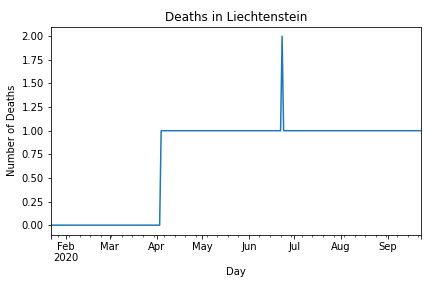 Deaths in Liechtenstein
Number of Deaths
2.00
1.75
1.50
1.25
1.00
0.75
0.50
0.25
0.00
Feb Mar Apr May Jun Jul Aug Sep
2020
Day